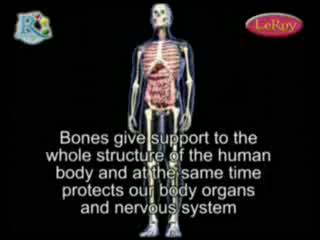 R
LeRoy
Bones give support to the
whole structure of the human
body and at the same time
protects our body organs
and nervous system